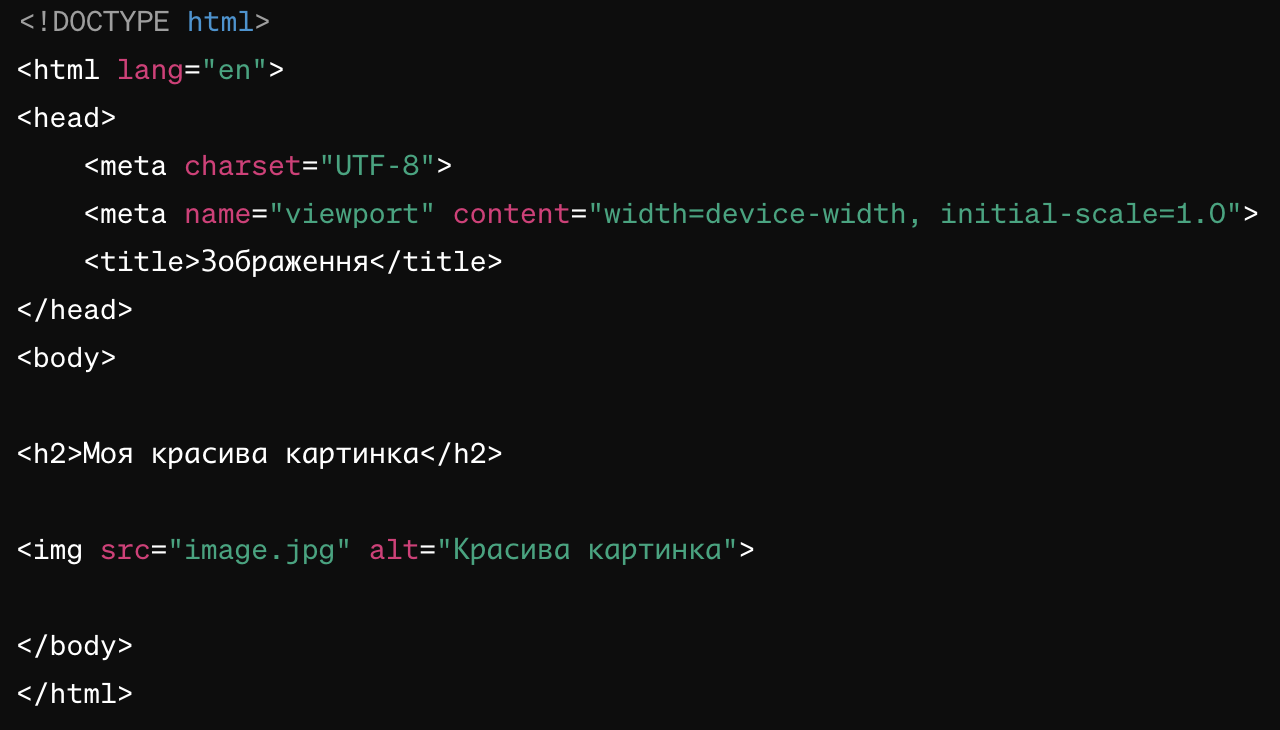 <!DOCTYPE html>
<html lang="en">
<head>
    <meta charset="UTF-8">
    <meta name="viewport" content="width=device-width, initial-scale=1.0">
    <title>Зображення</title>
</head>
<body>

<h2>Моя красива картинка</h2>

<img src="image.jpg" alt="Красива картинка">

</body>
</html>